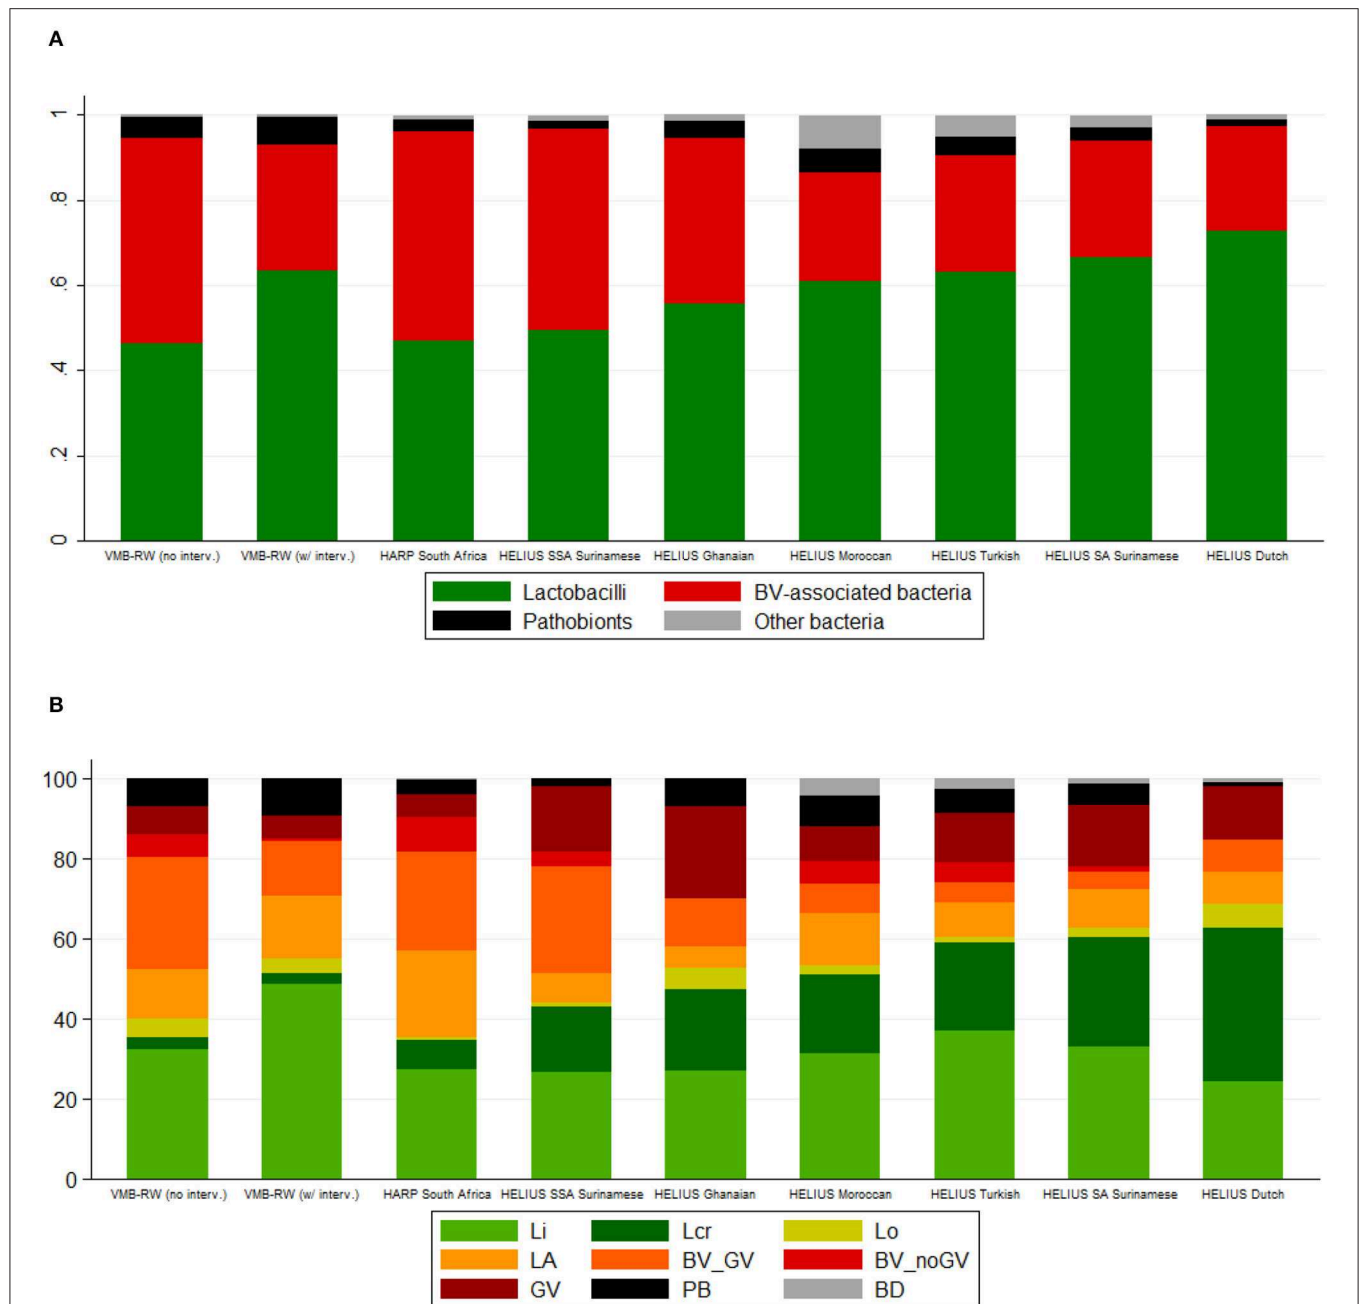 A
1
.8
.6
.4
.2
0
VMB-RW (no interv.) VMB-RW (w/ interv.) HARP South Africa HELIUS SSA Surinamese HELIUS Ghanaian HELIUS Moroccan HELIUS Turkish HELIUS SA Surinamese HELIUS Dutch
Lactobacilli BV-associated bacteria
Pathobionts Other bacteria
B
100
80
60
40
20
0
VMB-RW (no interv.) VMB-RW (w/ interv.) HARP South Africa HELIUS SSA Surinamese HELIUS Ghanaian HELIUS Moroccan HELIUS Turkish HELIUS SA Surinamese HELIUS Dutch
Li Lcr Lo
LA BV_GV BV_noGV
GV PB BD